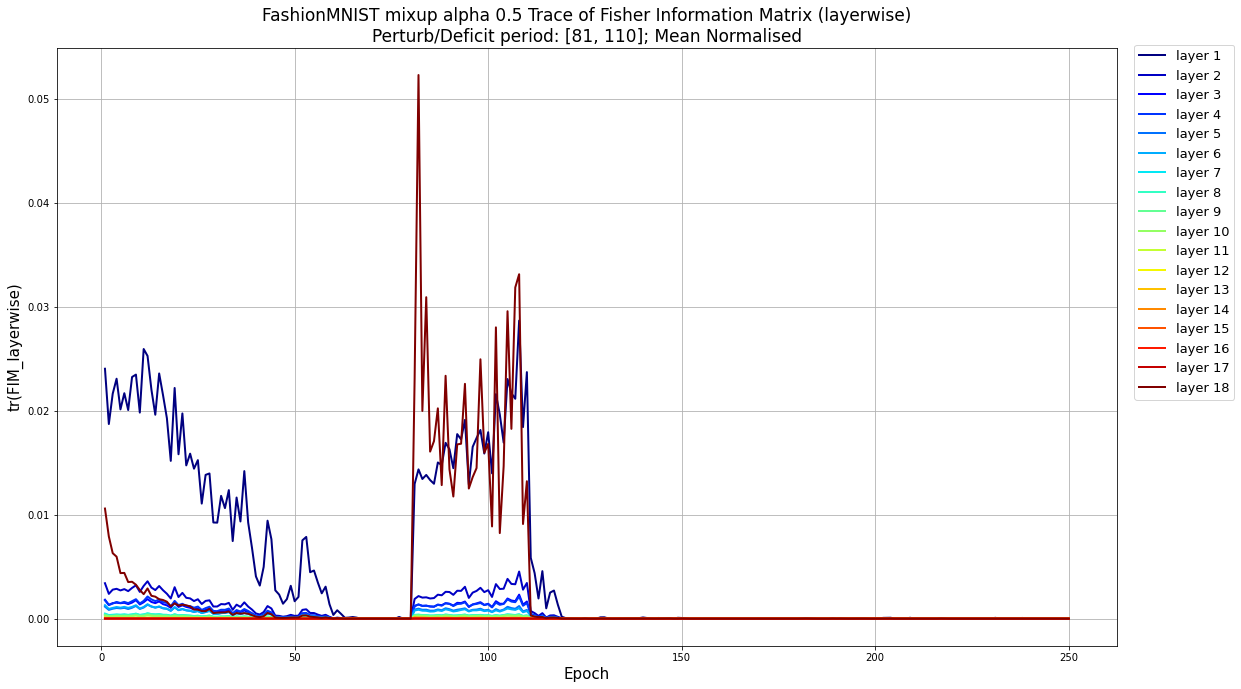 FashionMNIST mixup alpha 0.5 Trace of Fisher Information Matrix (layerwise)
Perturb/Deficit period: [81, 110]; Mean Normalised
tr(FIM_layerwise)
0.05
0.04
0.03
0.02
0.01
0.00
0
50
100
150
200
250
Epoch
layer 1
layer 2
layer 3
layer 4
layer 5
layer 6
layer 7
layer 8
layer 9
layer 10
layer 11
layer 12
layer 13
layer 14
layer 15
layer 16
layer 17
layer 18